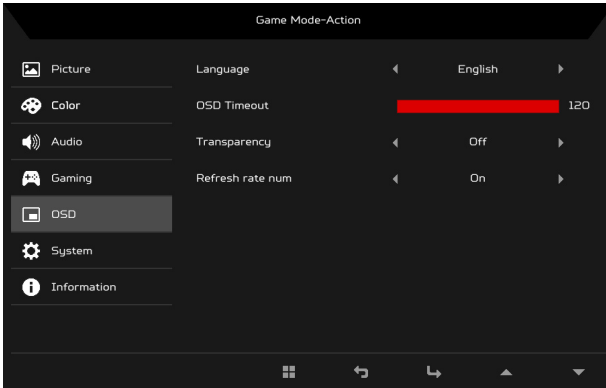 Game Mode-Action
Picture
Language English
Color
OSD Timeout 120
Audio
Transparency Off
Gaming
Refresh rate num On
OSD
System
Information